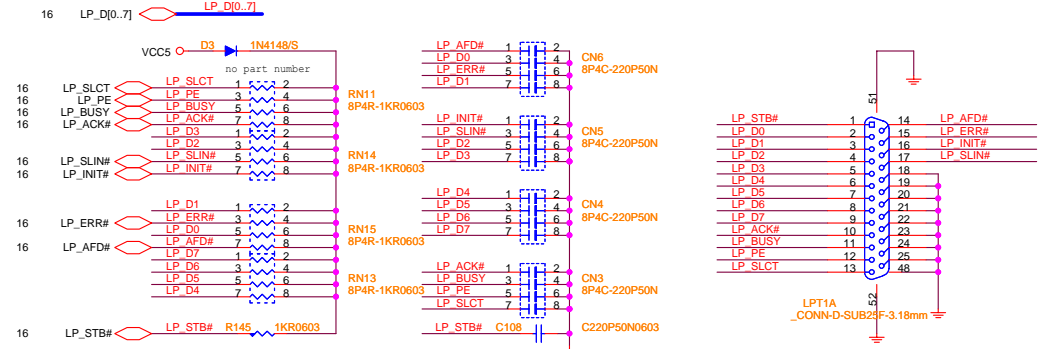 16 LP_D[0..7] LP_D[0..7]
VCC5 D3 1N4148/S
no part number
16 LP_SLCT LP_SLCT 1 2
16 LP_PE LP_PE 3 4 RN11
16 LP_BUSY LP_BUSY 5 6 8P4R-1KR0603
16 LP_ACK# LP_ACK# 7 8
LP_D3 1 2
LP_D2 3 4
16 LP_SLIN# LP_SLIN# 5 6 RN14
16 LP_INIT# LP_INIT# 7 8 8P4R-1KR0603
LP_D1 1 2
16 LP_ERR# LP_ERR# 3 4
LP_D0 5 6 RN15
16 LP_AFD# LP_AFD# 7 8 8P4R-1KR0603
LP_D7 1 2
LP_D6 3 4
LP_D5 5 6 RN13
LP_D4 7 8 8P4R-1KR0603
16 LP_STB# LP_STB# R145 1KR0603
LP_AFD# 1 2
LP_D0 3 4 CN6
LP_ERR# 5 6 8P4C-220P50N
LP_D1 7 8
LP_INIT# 1 2
LP_SLIN# 3 4 CN5
LP_D2 5 6 8P4C-220P50N
LP_D3 7 8
LP_D4 1 2
LP_D5 3 4 CN4
LP_D6 5 6 8P4C-220P50N
LP_D7 7 8
LP_ACK# 1 2
LP_BUSY 3 4 CN3
LP_PE 5 6 8P4C-220P50N
LP_SLCT 7 8
LP_STB# C108 C220P50N0603
51
LP_STB# 1 14 LP_AFD#
LP_D0 2 15 LP_ERR#
LP_D1 3 16 LP_INIT#
LP_D2 4 17 LP_SLIN#
LP_D3 5 18
LP_D4 6 19
LP_D5 7 20
LP_D6 8 21
LP_D7 9 22
LP_ACK# 10 23
LP_BUSY 11 24
LP_PE 12 25
LP_SLCT 13 48
52
LPT1A
_CONN-D-SUB25F-3.18mm